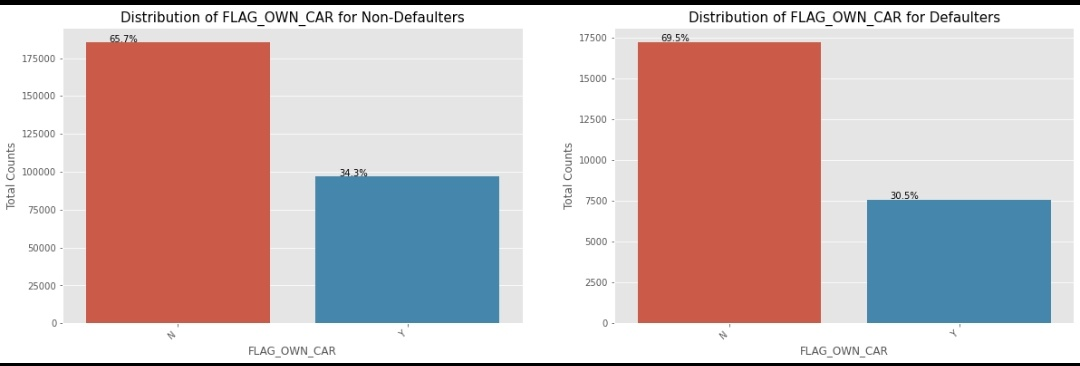 Distribution of FLAG_OWN_CAR for Non-Defaulters
Total Counts
175000
150000
125000
100000
75000
50000
25000
0
65.7%
34.3%
N
Y
FLAG_OWN_CAR
Distribution of FLAG_OWN_CAR for Defaulters
Total Counts
17500
15000
12500
10000
7500
5000
2500
0
69.5%
30.5%
N
Y
FLAG_OWN_CAR